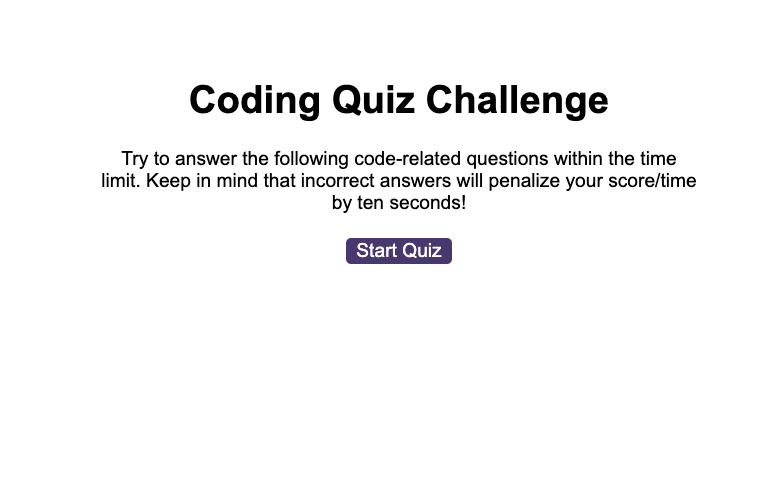 Coding Quiz Challenge
Try to answer the following code-related questions within the time
limit. Keep in mind that incorrect answers will penalize your score/time
by ten seconds!
Start Quiz